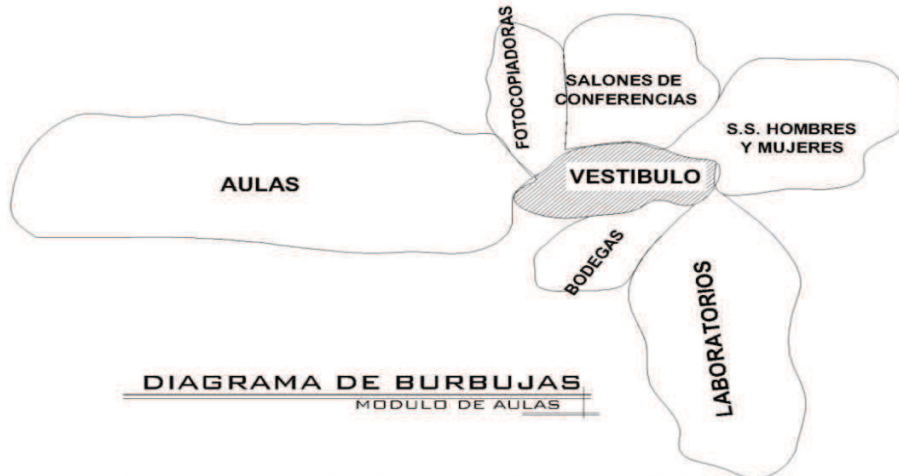 FOTOCOPIADORAS
SALONES DE
CONFERENCIAS
S.S. HOMBRES
Y MUJERES
AULAS
VESTIBULO
BODEGAS
LABORATORIOS
DIAGRAMA DE BURBUJAS
MODULO DE AULAS